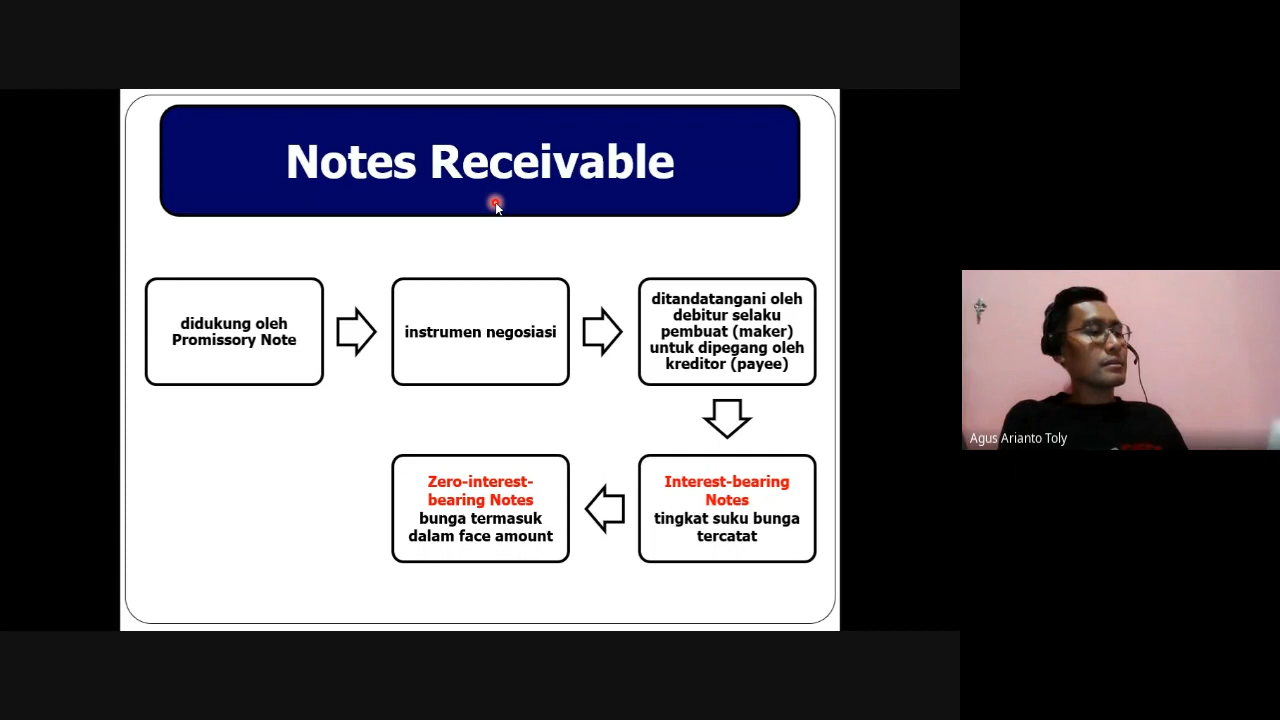 Notes Receivable
didukung oleh
Promissory Note
instrumen negosiasi
ditandatangani oleh
debitur selaku
pembuat (maker)
untuk dipegang oleh
kreditor (payee)
Interest-bearing
Notes
tingkat suku bunga
tercatat
Zero-interest-
bearing Notes
bunga termasuk
dalam face amount
Agus Arianto Toly